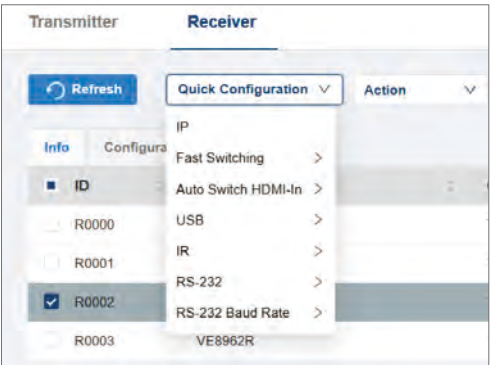 Transmitter Receiver
Refresh Quick Configuration Action
IP
Info Configura
Fast Switching
ID
Auto Switch HDMI-In
R0000
USB
IR
R0001
RS-232
R0002
RS-232 Baud Rate
R0003 VE8962R